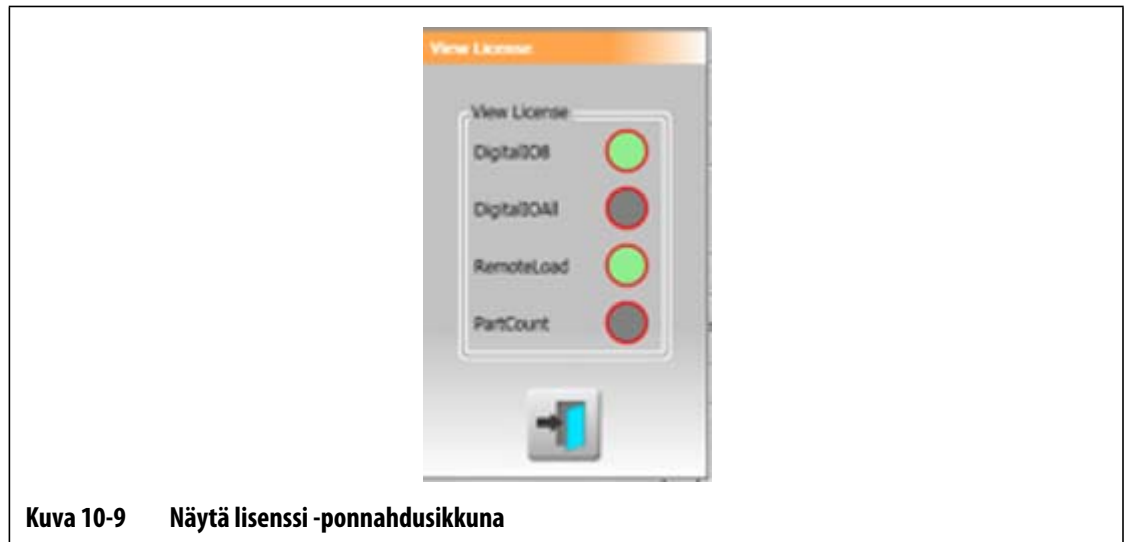 View License
View License
DigitalIO8
DigitalIOAll
RemoteLoad
PartCount
Kuva 10-9 Näytä lisenssi -ponnahdusikkuna